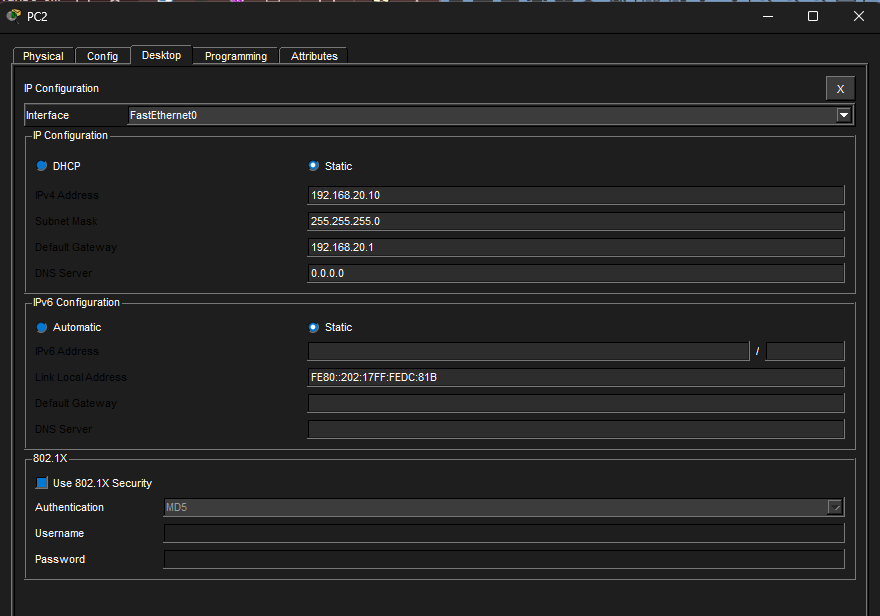 PC2
Physical Config Desktop Programming Attributes
IP Configuration X
Interface FastEthernet0
IP Configuration
DHCP Static
IPv4 Address 192.168.20.10
Subnet Mask 255.255.255.0
Default Gateway 192.168.20.1
DNS Server 0.0.0.0
IPv6 Configuration
Automatic Static
IPv6 Address /
Link Local Address FE80::202:17FF:FEDC:81B
Default Gateway
DNS Server
802.1X
Use 802.1X Security
Authentication MD5
Username
Password